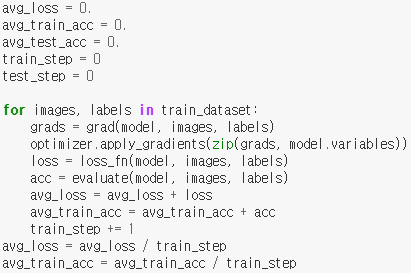 avg_loss = 0.
avg_train_acc = 0.
avg_test_acc = 0.
train_step = 0
test_step = 0

for images, labels in train_dataset:
    grads = grad(model, images, labels)
    optimizer.apply_gradients(zip(grads, model.variables))
    loss = loss_fn(model, images, labels)
    acc = evaluate(model, images, labels)
    avg_loss = avg_loss + loss
    avg_train_acc = avg_train_acc + acc
    train_step += 1
avg_loss = avg_loss / train_step
avg_train_acc = avg_train_acc / train_step